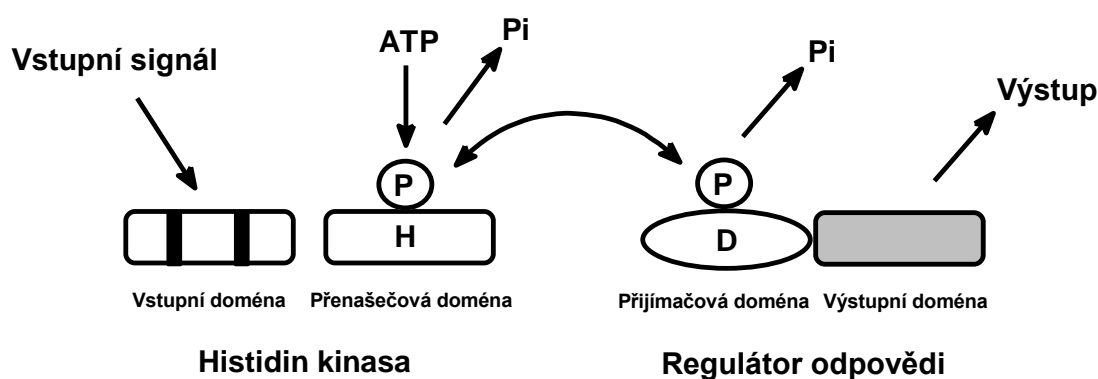 Vstupní signál
ATP
Pi
Pi
Výstup
P
P
H
D
Vstupní doména
Přenašečová doména
Přijímačová doména
Výstupní doména
Histidin kinasa
Regulátor odpovědi